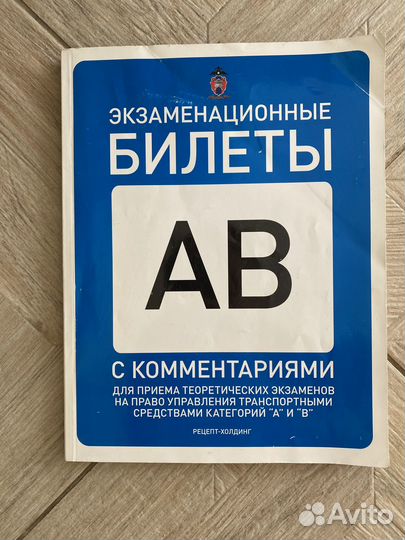 ЭКЗАМЕНАЦИОННЫЕ
БИЛЕТЫ
АВ
С КОММЕНТАРИЯМИ
ДЛЯ ПРИЕМА ТЕОРЕТИЧЕСКИХ ЭКЗАМЕНОВ
НА ПРАВО УПРАВЛЕНИЯ ТРАНСПОРТНЫМИ
СРЕДСТВАМИ КАТЕГОРИЙ "А" И "В"
РЕЦЕПТ-ХОЛДИНГ
Avito